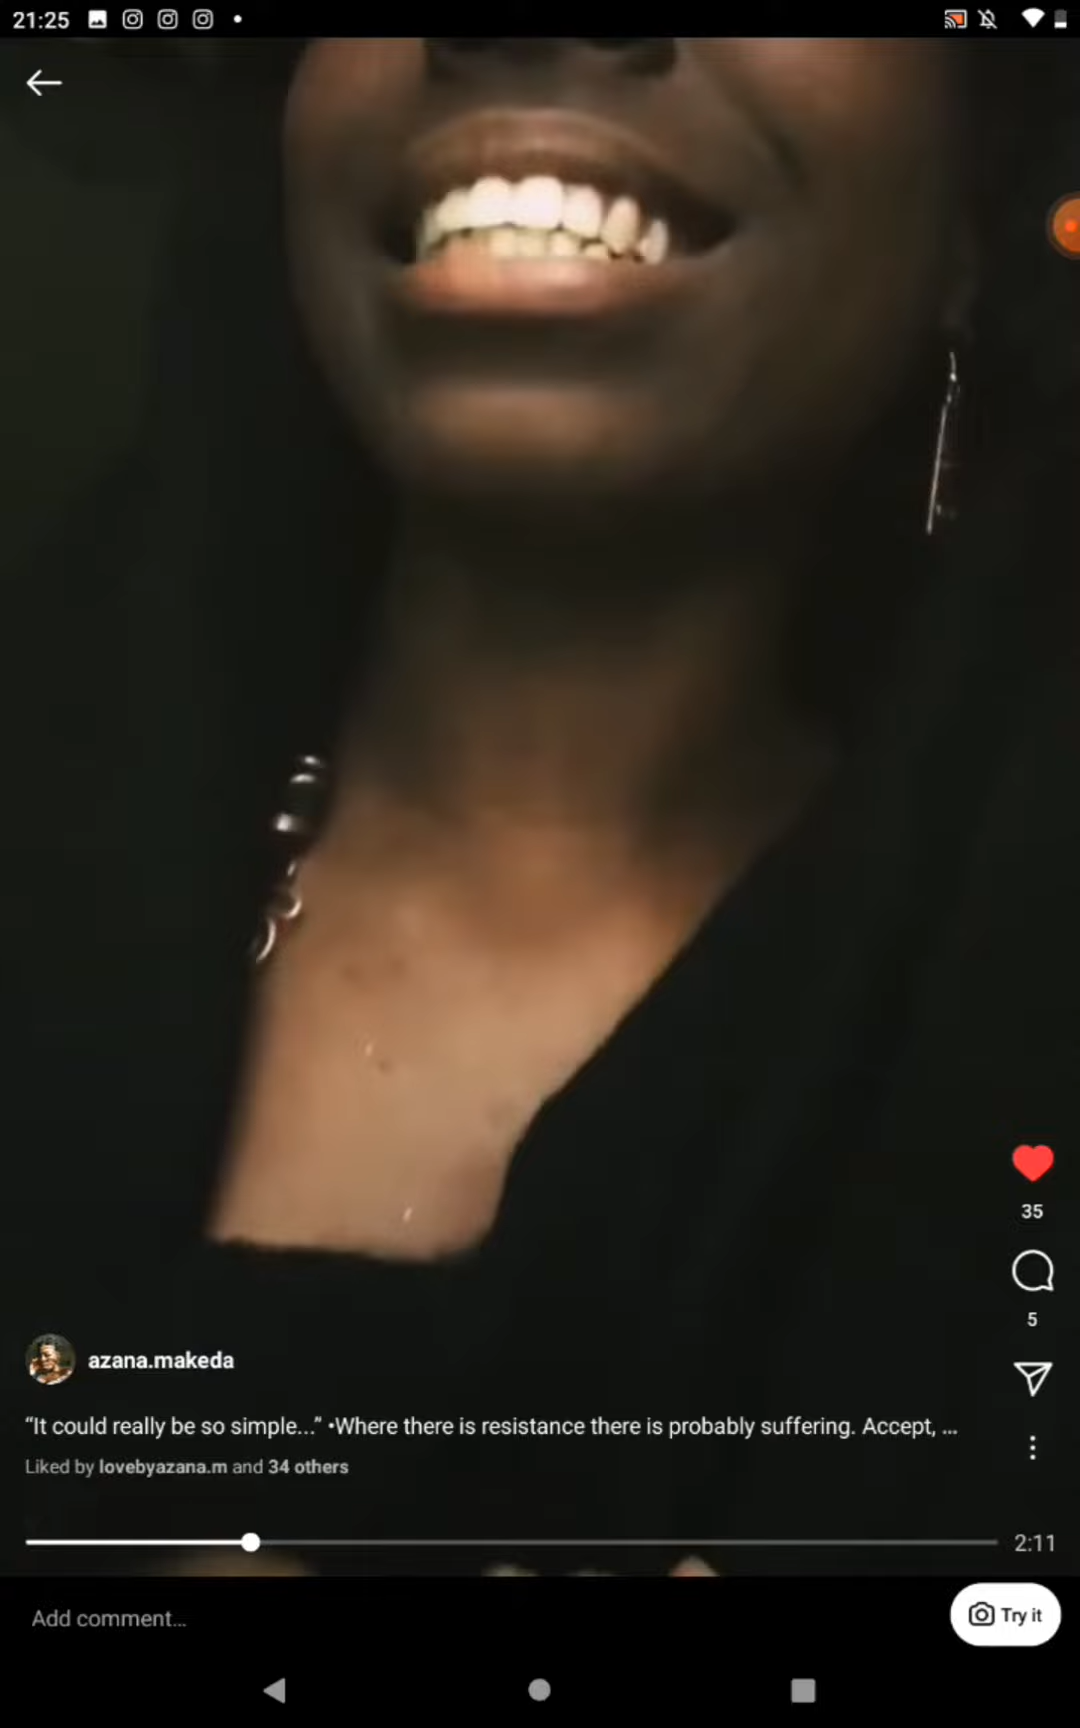 21:25
35
5
azana.makeda
“It could really be so simple...” •Where there is resistance there is probably suffering. Accept, ...
Liked by lovebyazana.m and 34 others
2:11
Add comment...
Try it